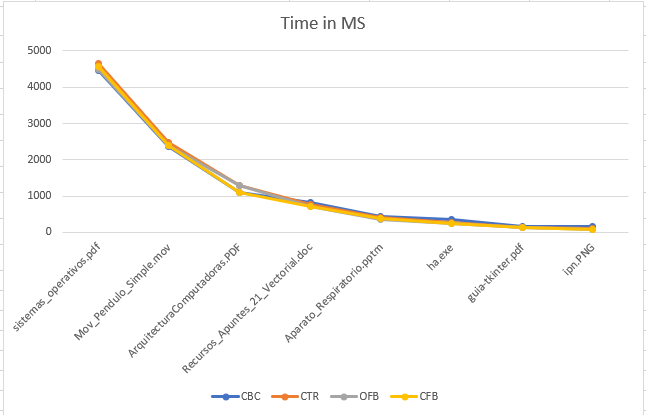 Time in MS
5000
4000
3000
2000
1000
0
sistemas_operativos.pdf
Mov_Pendulo_Simple.mov
ArquitecturaComputadoras.PDF
Recursos_Apuntes_21_Vectorial.doc
Aparato_Respiratorio.pptm
ha.exe
guia-tkinter.pdf
ipn.PNG
CBC CTR OFB CFB